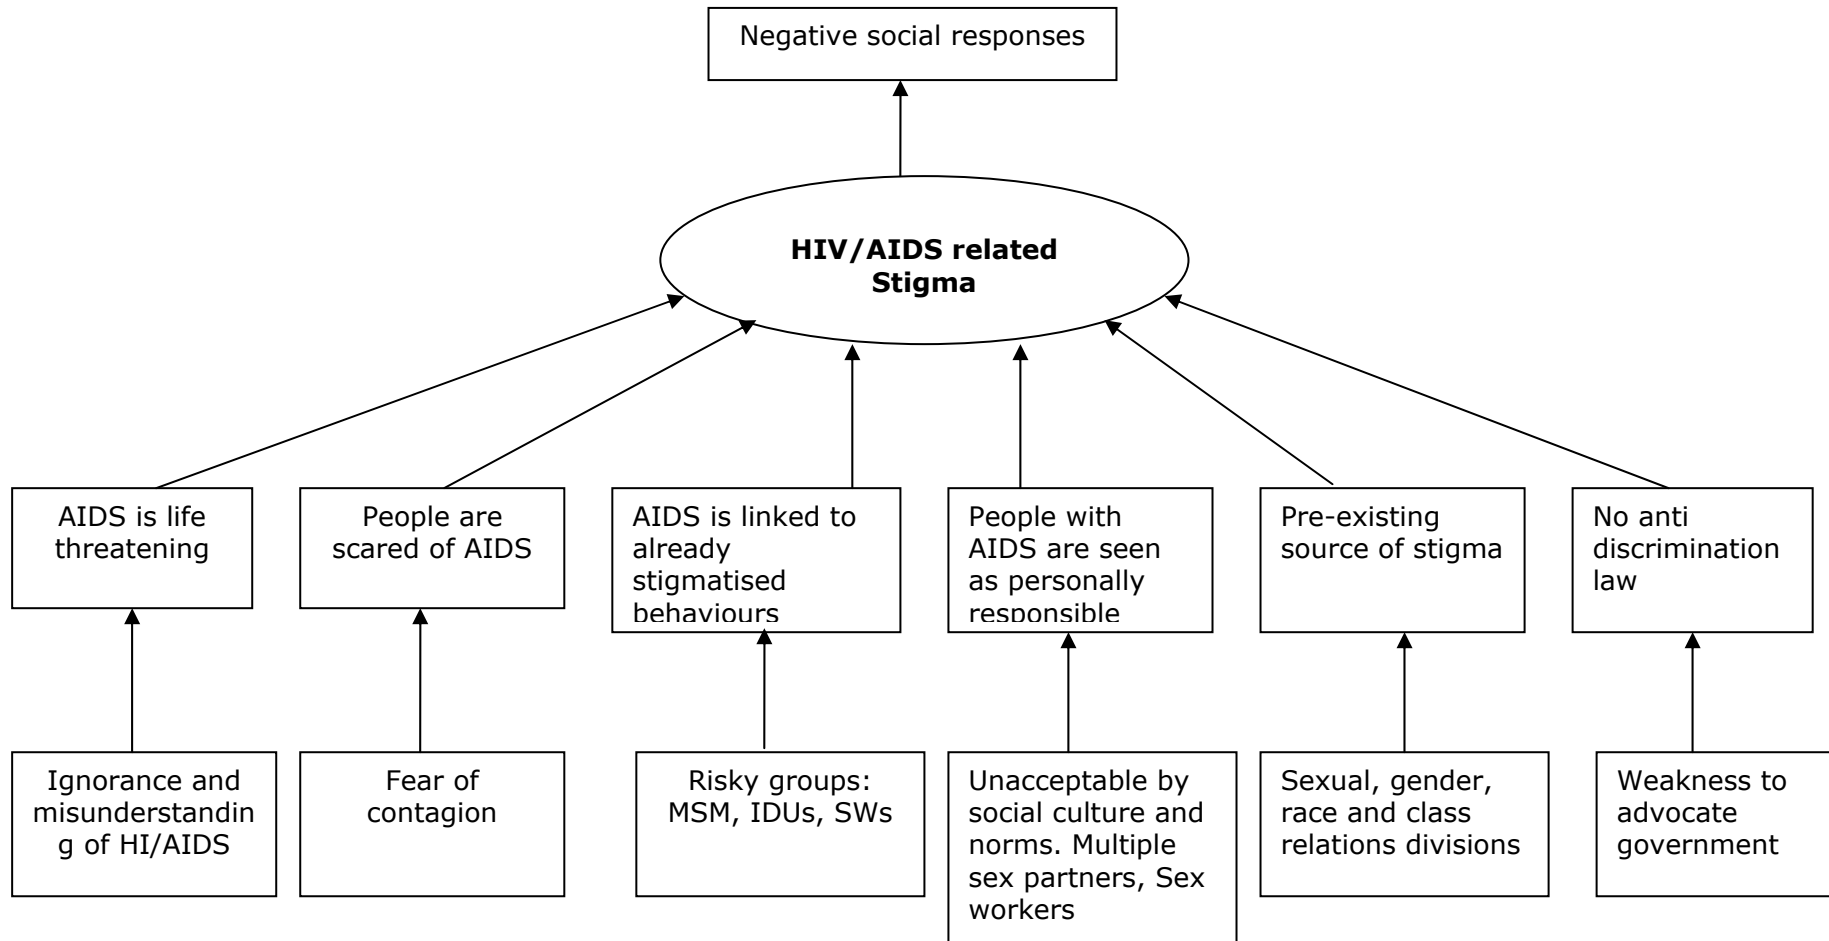 Negative social responses
HIV/AIDS related
Stigma
AIDS is life
threatening
People are
scared of AIDS
AIDS is linked to
already
stigmatised
behaviours
People with
AIDS are seen
as personally
responsible
Pre-existing
source of stigma
No anti
discrimination
law
Ignorance and
misunderstandin
g of HI/AIDS
Fear of
contagion
Risky groups:
MSM, IDUs, SWs
Unacceptable by
social culture and
norms. Multiple
sex partners, Sex
workers
Sexual, gender,
race and class
relations divisions
Weakness to
advocate
government